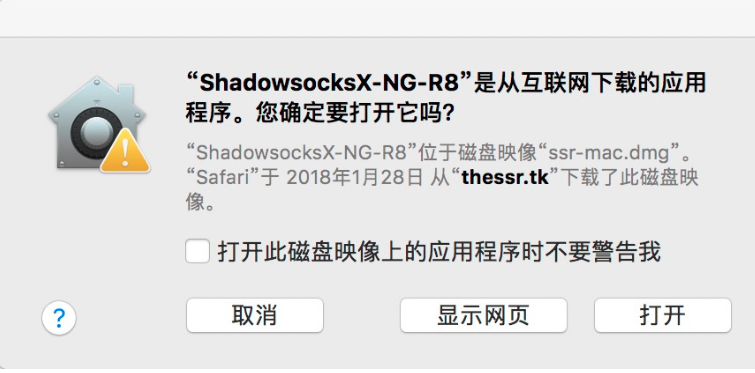 “ShadowsocksX-NG-R8”是从互联网下载的应用
程序。您确定要打开它吗？
“ShadowsocksX-NG-R8”位于磁盘映像“ssr-mac.dmg”。
“Safari”于 2018年1月28日 从“thessr.tk”下载了此磁盘映
像。
打开此磁盘映像上的应用程序时不要警告我
? 取消 显示网页 打开